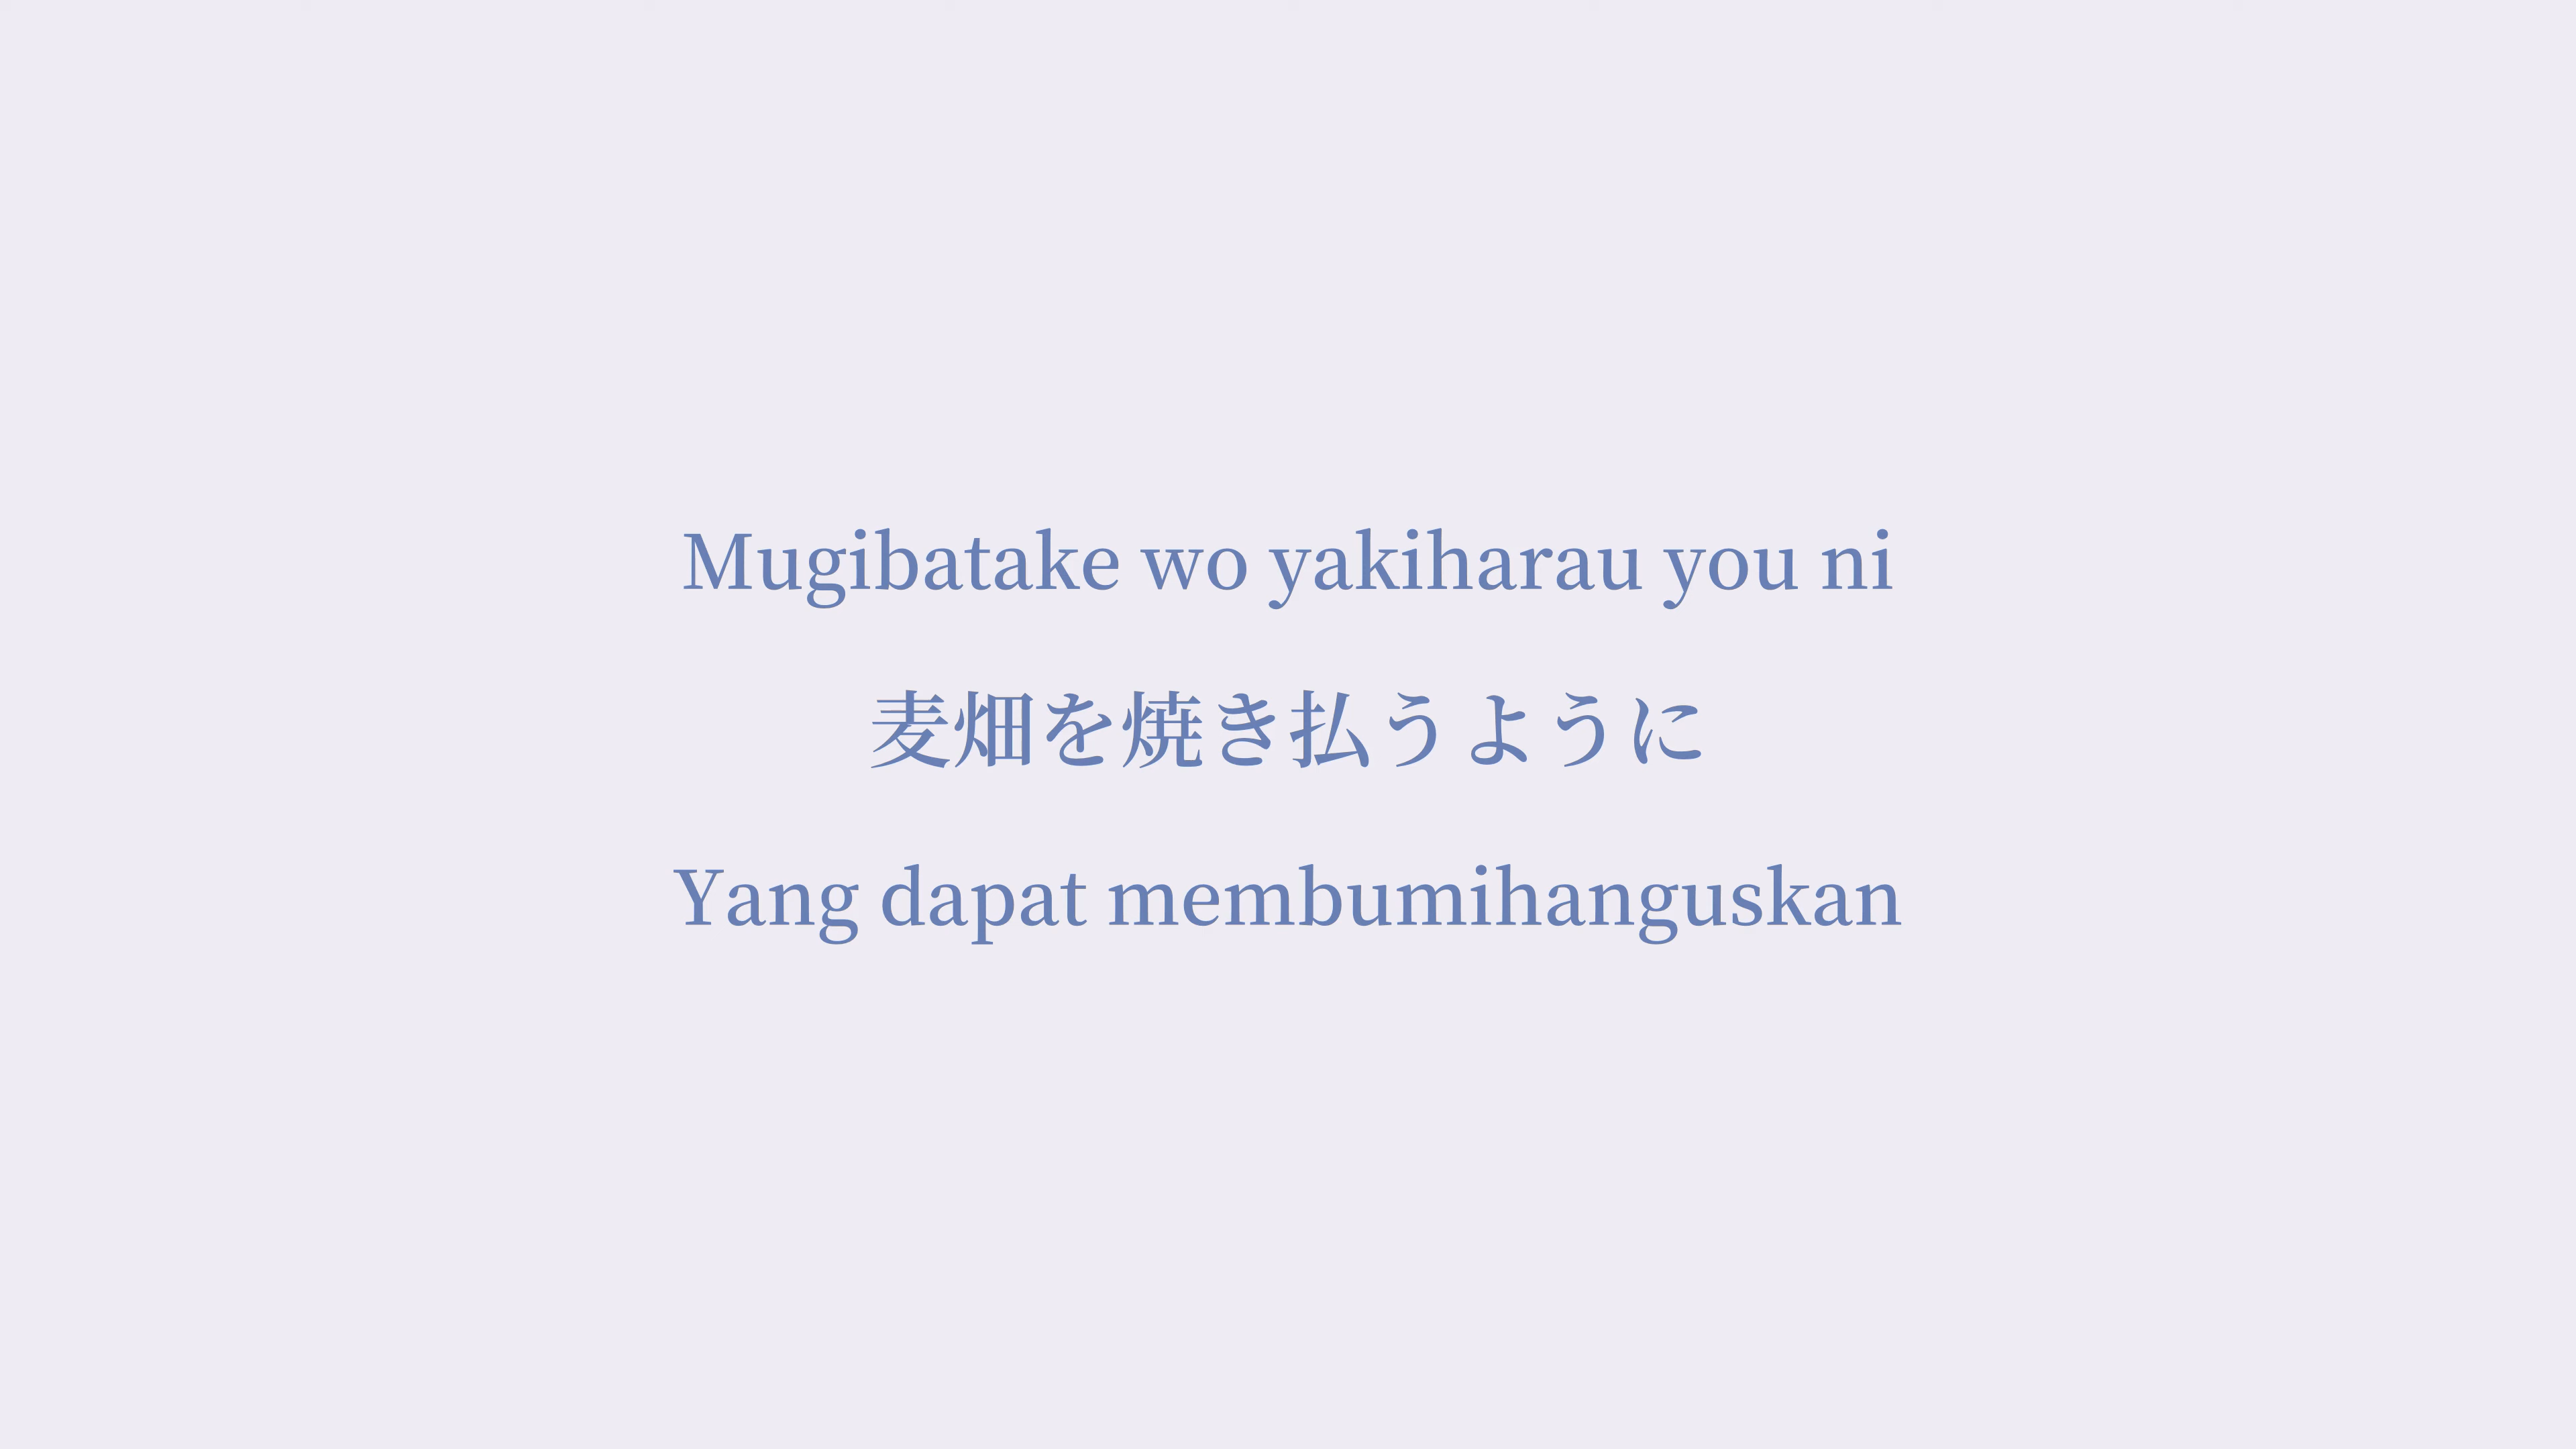 Mugibatake wo yakiharau you ni
麦畑を焼き払うように
Yang dapat membumihanguskan